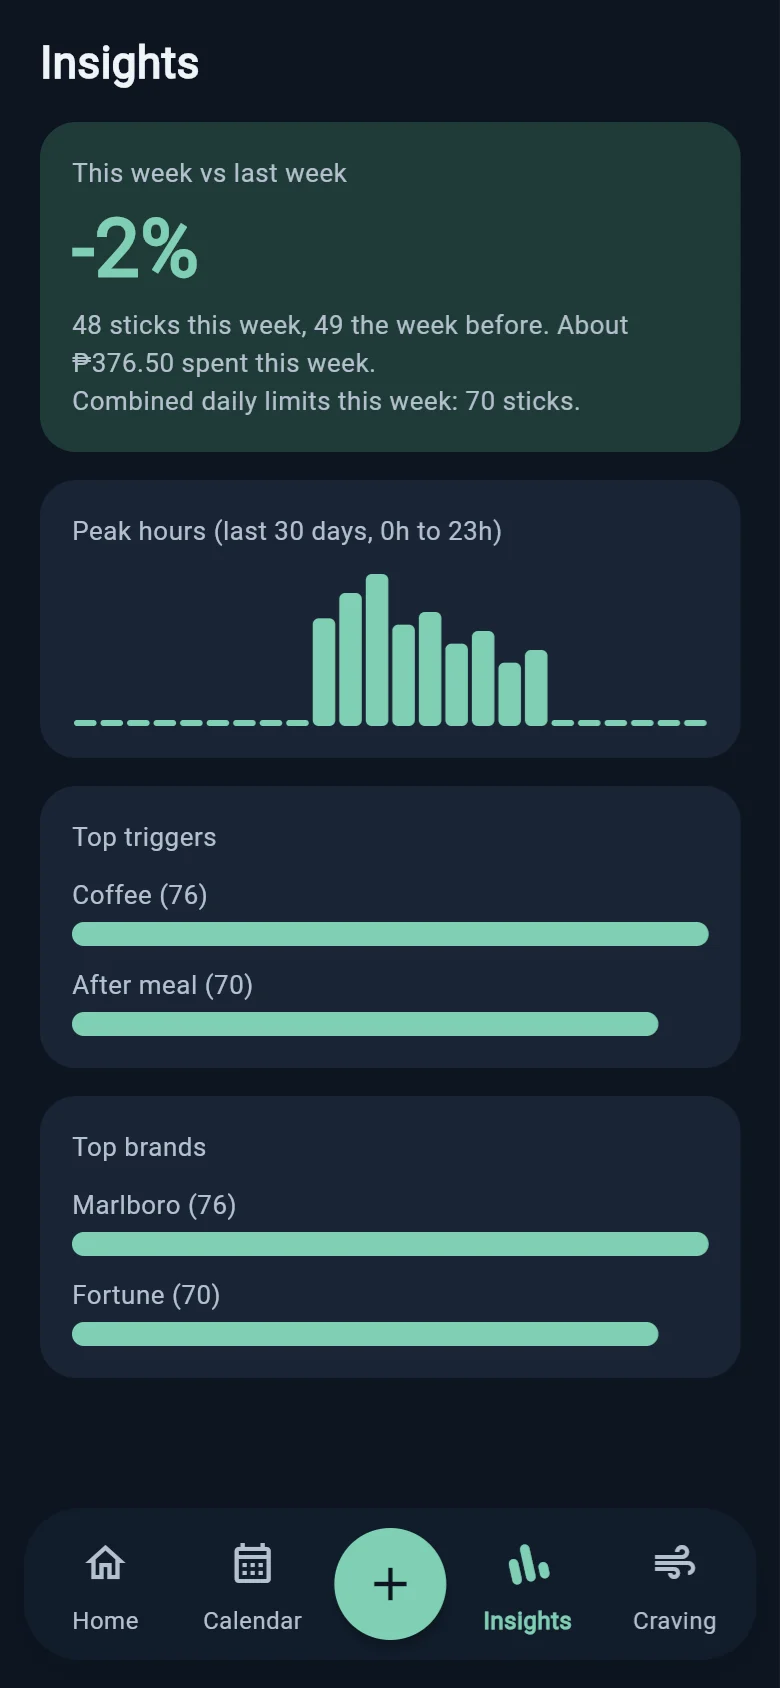 Insights
This week vs last week
-2%
48 sticks this week, 49 the week before. About
₱376.50 spent this week.
Combined daily limits this week: 70 sticks.
Peak hours (last 30 days, 0h to 23h)
Top triggers
Coffee (76)
After meal (70)
Top brands
Marlboro (76)
Fortune (70)
Home
Calendar
Insights
Craving